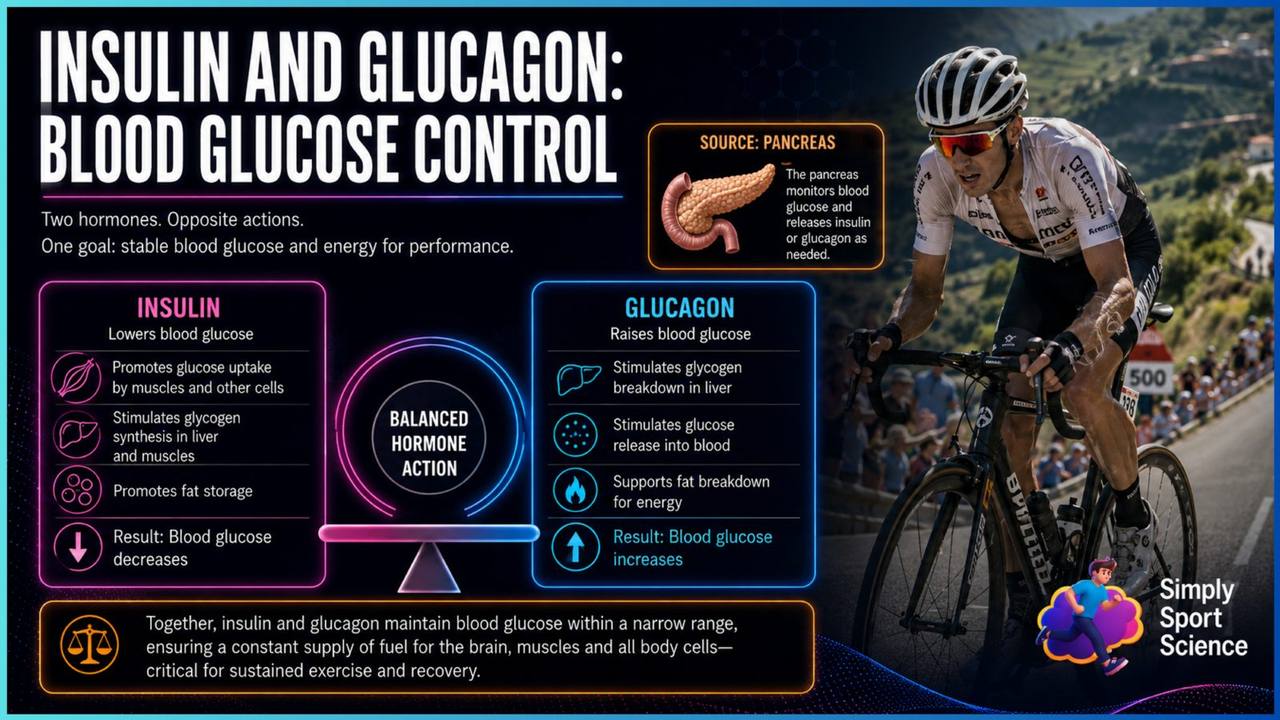 INSULIN AND GLUCAGON:
BLOOD GLUCOSE CONTROL
Two hormones. Opposite actions.
One goal: stable blood glucose and energy for performance.
SOURCE: PANCREAS
The pancreas
monitors blood
glucose and
releases insulin
or glucagon as
needed.
INSULIN
Lowers blood glucose
Promotes glucose uptake
by muscles and other cells
Stimulates glycogen
synthesis in liver
and muscles
Promotes fat storage
Result: Blood glucose
decreases
BALANCED
HORMONE
ACTION
GLUCAGON
Raises blood glucose
Stimulates glycogen
breakdown in liver
Stimulates glucose
release into blood
Supports fat breakdown
for energy
Result: Blood glucose
increases
Together, insulin and glucagon maintain blood glucose within a narrow range,
ensuring a constant supply of fuel for the brain, muscles and all body cells—
critical for sustained exercise and recovery.
500
Simply
Sport
Science